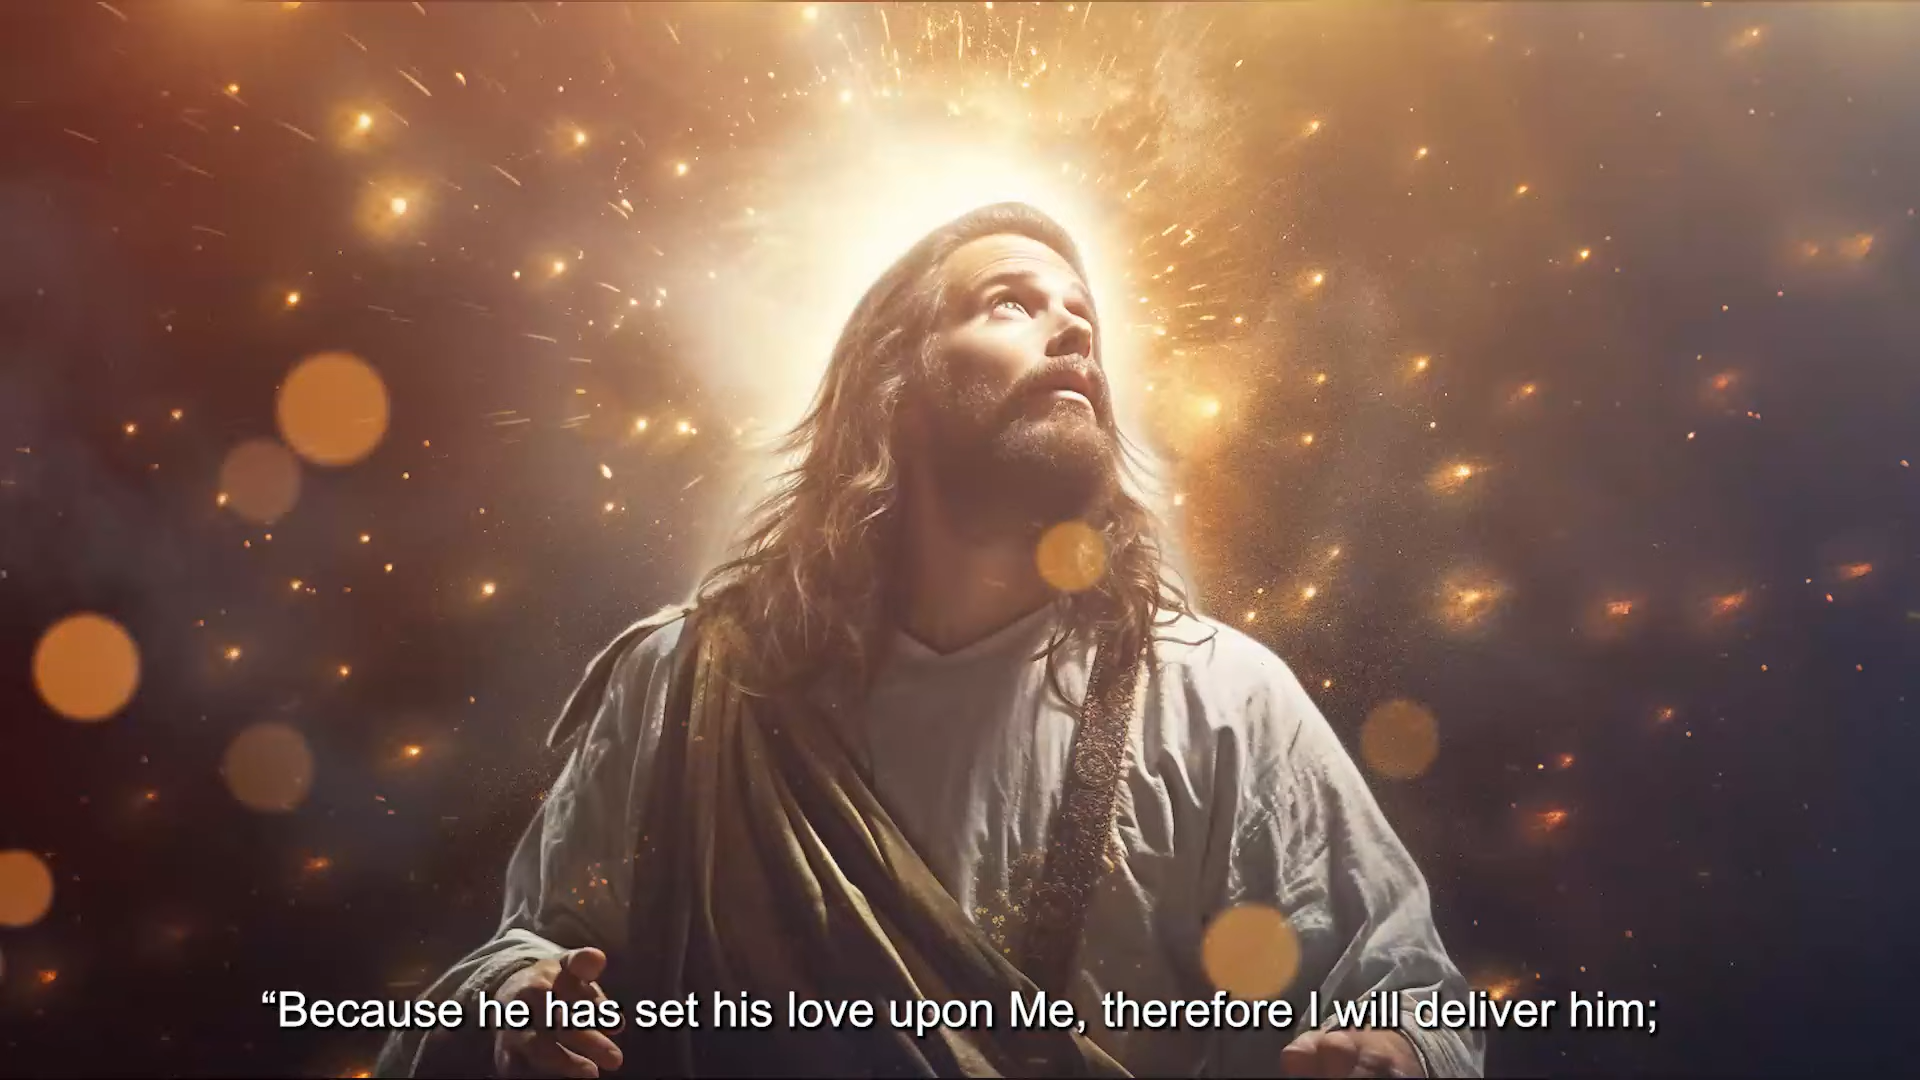 “Because he has set his love upon Me, therefore I will deliver him;